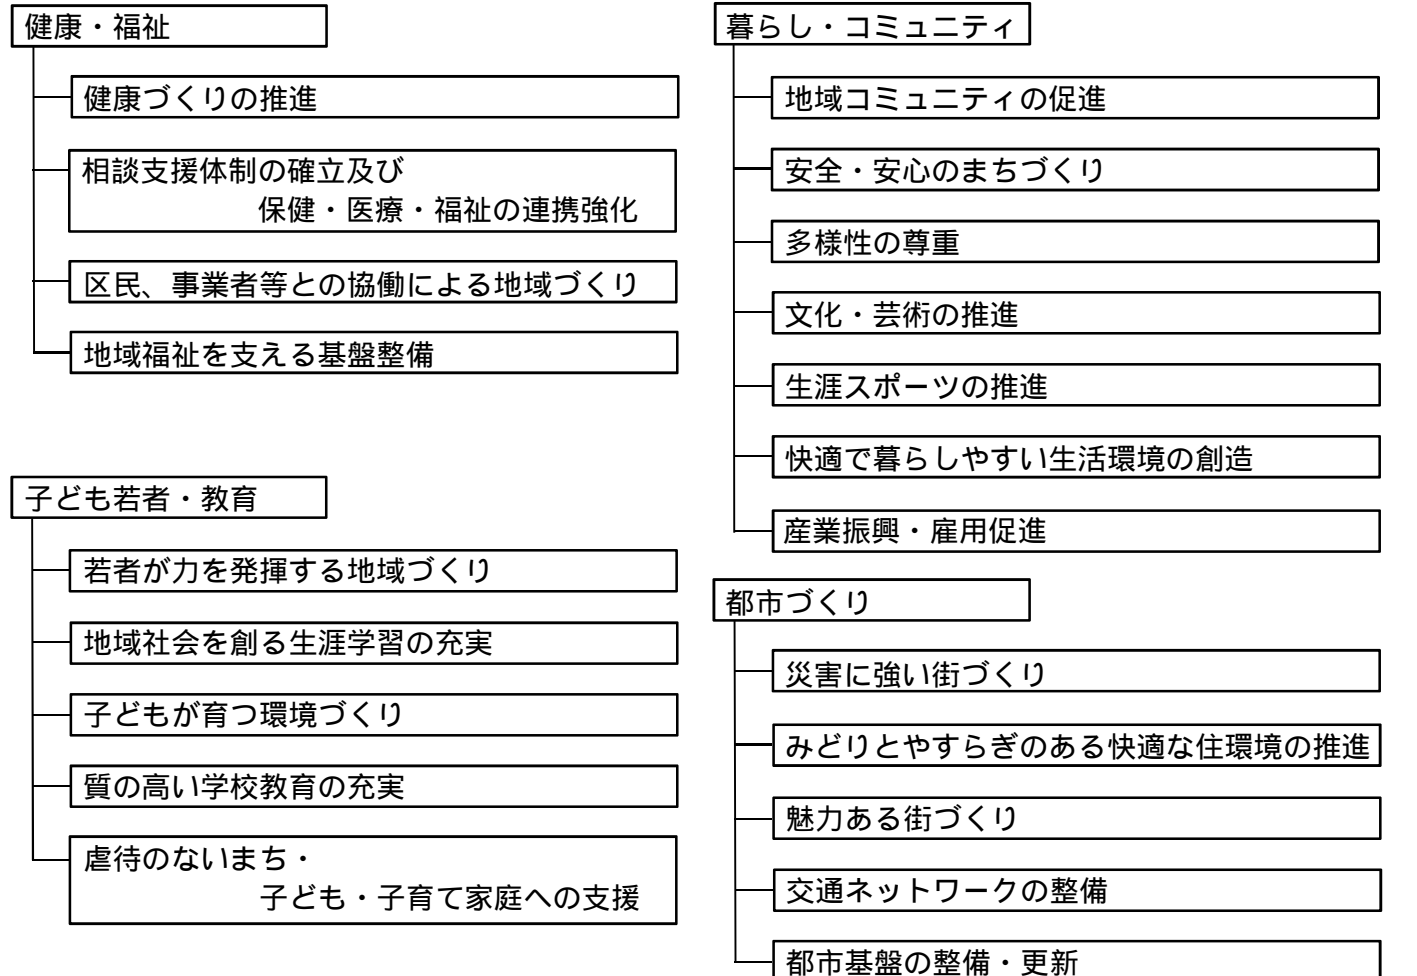 健康・福祉
健康づくりの推進
相談支援体制の確立及び
保健・医療・福祉の連携強化
区民、事業者等との協働による地域づくり
地域福祉を支える基盤整備
子ども若者・教育
若者が力を発揮する地域づくり
地域社会を創る生涯学習の充実
子どもが育つ環境づくり
質の高い学校教育の充実
虐待のないまち・
子ども・子育て家庭への支援
暮らし・コミュニティ
地域コミュニティの促進
安全・安心のまちづくり
多様性の尊重
文化・芸術の推進
生涯スポーツの推進
快適で暮らしやすい生活環境の創造
産業振興・雇用促進
都市づくり
災害に強い街づくり
みどりとやすらぎのある快適な住環境の推進
魅力ある街づくり
交通ネットワークの整備
都市基盤の整備・更新